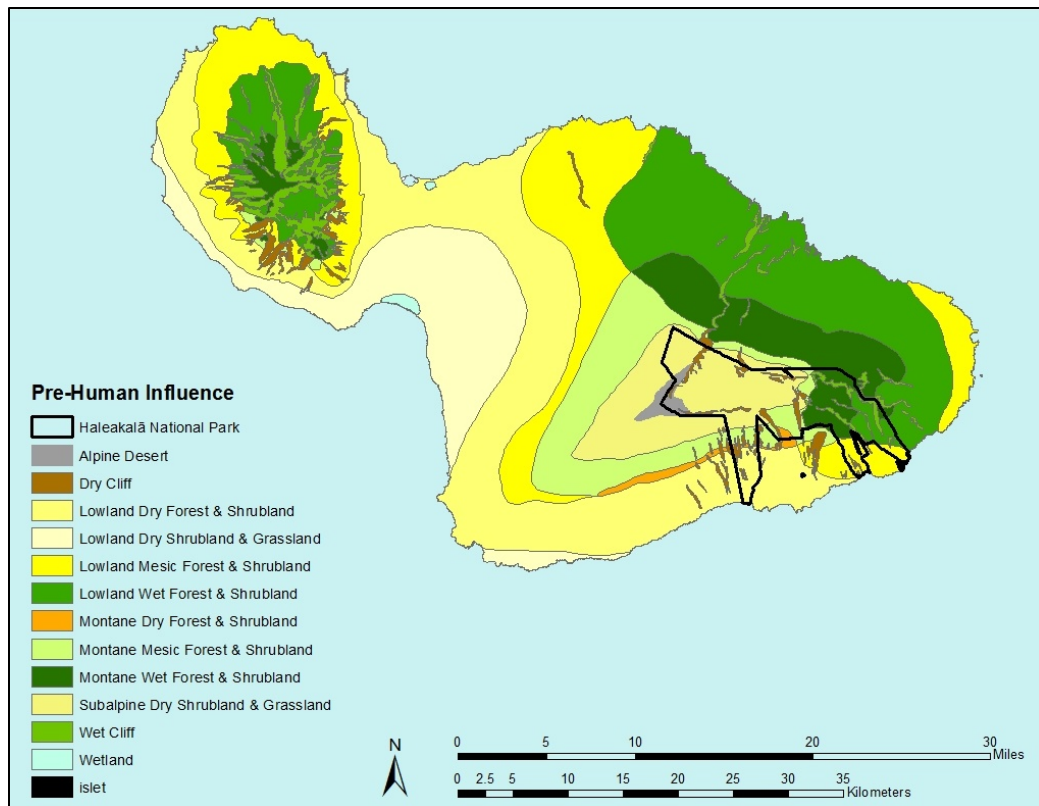 Pre-Human Influence
Haleakalā National Park
Alpine Desert
Dry Cliff
Lowland Dry Forest & Shrubland
Lowland Dry Shrubland & Grassland
Lowland Mesic Forest & Shrubland
Lowland Wet Forest & Shrubland
Montane Dry Forest & Shrubland
Montane Mesic Forest & Shrubland
Montane Wet Forest & Shrubland
Subalpine Dry Shrubland & Grassland
Wet Cliff
Wetland
islet
N
0 5 10 20 30
Miles
0 2.5 5 10 15 20 25 30 35
Kilometers